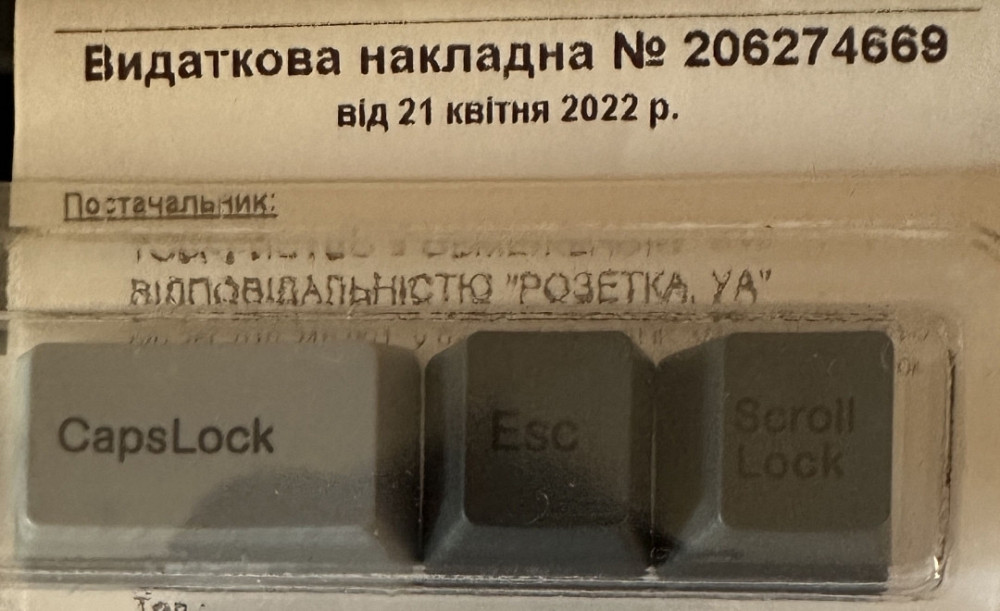 Видаткова накладна № 206274669
від 21 квітня 2022 р.
Постачальник:
ВІДПОВІДАЛЬНІСТЮ "РОЗЕТКА. УА"
CapsLock
Esc
Scroll
Lock